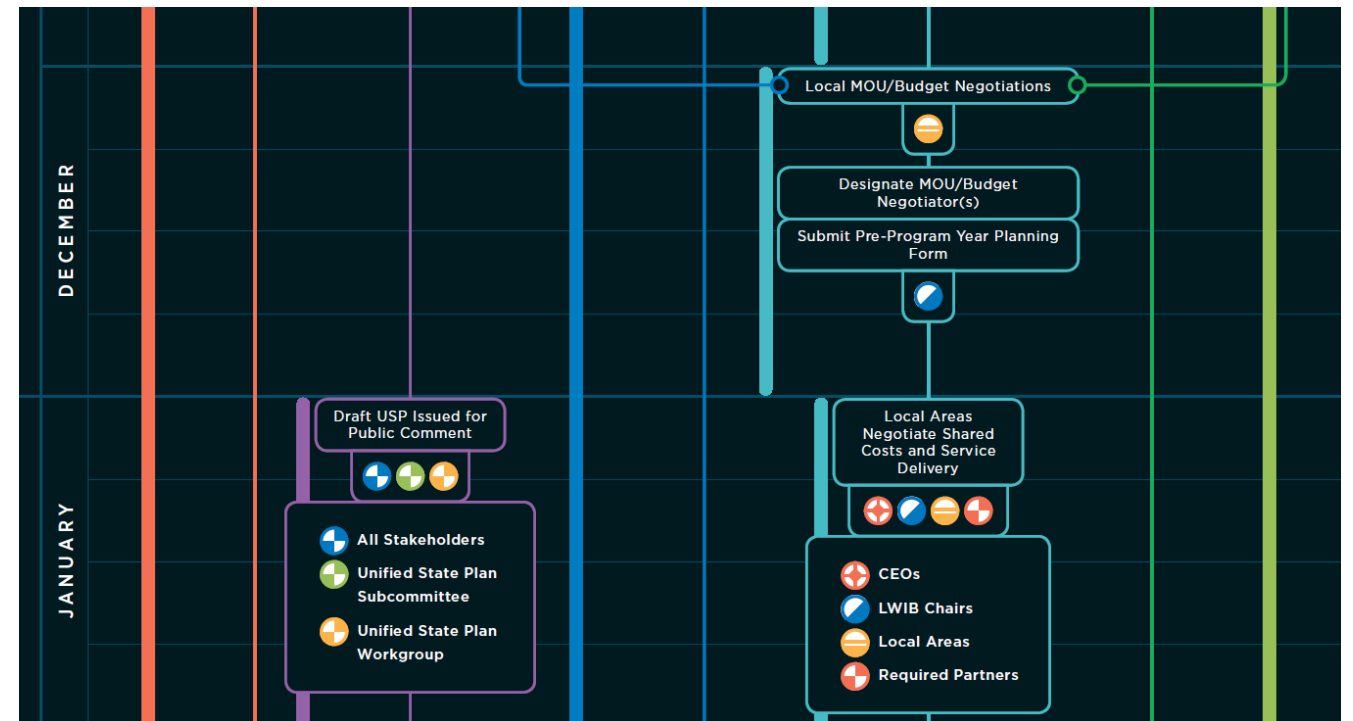 DECEMBER
Local MOU/Budget Negotiations
Designate MOU/Budget
Negotiator(s)
Submit Pre-Program Year Planning
Form
JANUARY
Draft USP Issued for
Public Comment
All Stakeholders
Unified State Plan
Subcommittee
Unified State Plan
Workgroup
Local Areas
Negotiate Shared
Costs and Service
Delivery
CEOs
LWIB Chairs
Local Areas
Required Partners